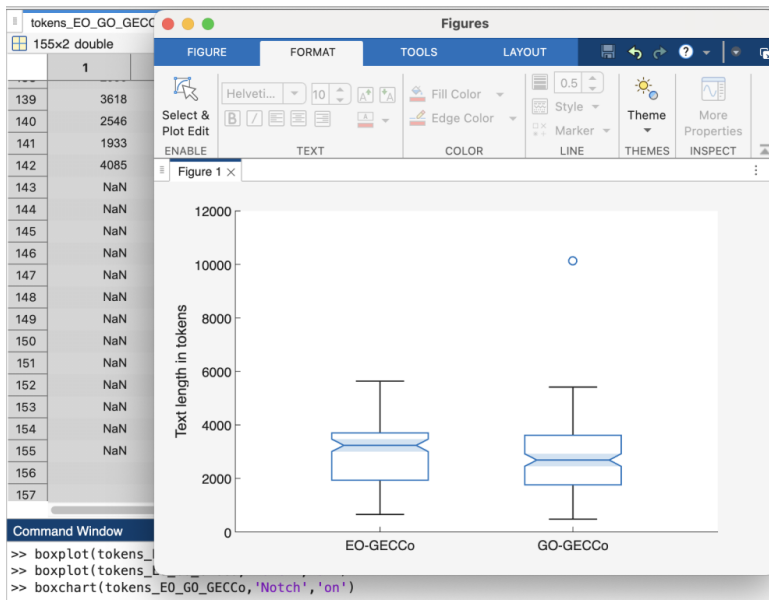 tokens_EO_GO_GECC
Figures
155x2 double
FIGURE FORMAT TOOLS LAYOUT
1
Helveti... 10 Fill Color 0.5
Select & Plot Edit
B I Edge Color Style Theme More Properties
Marker
ENABLE TEXT COLOR LINE THEMES INSPECT
Figure 1
139 3618
140 2546
141 1933
142 4085
143 NaN
144 NaN
145 NaN
146 NaN
147 NaN
148 NaN
149 NaN
150 NaN
151 NaN
152 NaN
153 NaN
154 NaN
155 NaN
156
157
12000
10000
8000
6000
4000
2000
0
Text length in tokens
EO-GECCo GO-GECCo
Command Window
>> boxplot(tokens_
>> boxplot(tokens_
>> boxchart(tokens_EO_GO_GECCo,'Notch','on')